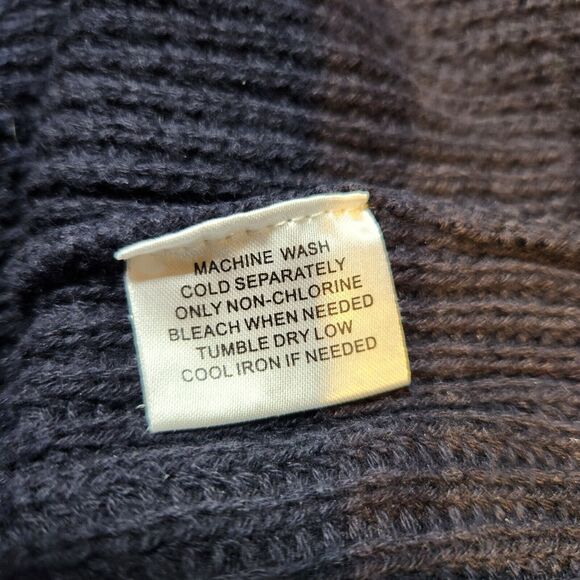 MACHINE WASH
COLD SEPARATELY
ONLY NON-CHLORINE
BLEACH WHEN NEEDED
TUMBLE DRY LOW
COOL IRON IF NEEDED